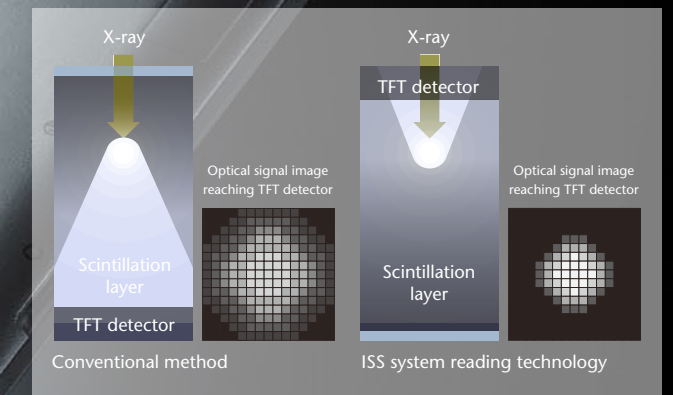 X-ray
Optical signal image
reaching TFT detector
Scintillation
layer
TFT detector
Conventional method
X-ray
TFT detector
Optical signal image
reaching TFT detector
Scintillation
layer
ISS system reading technology